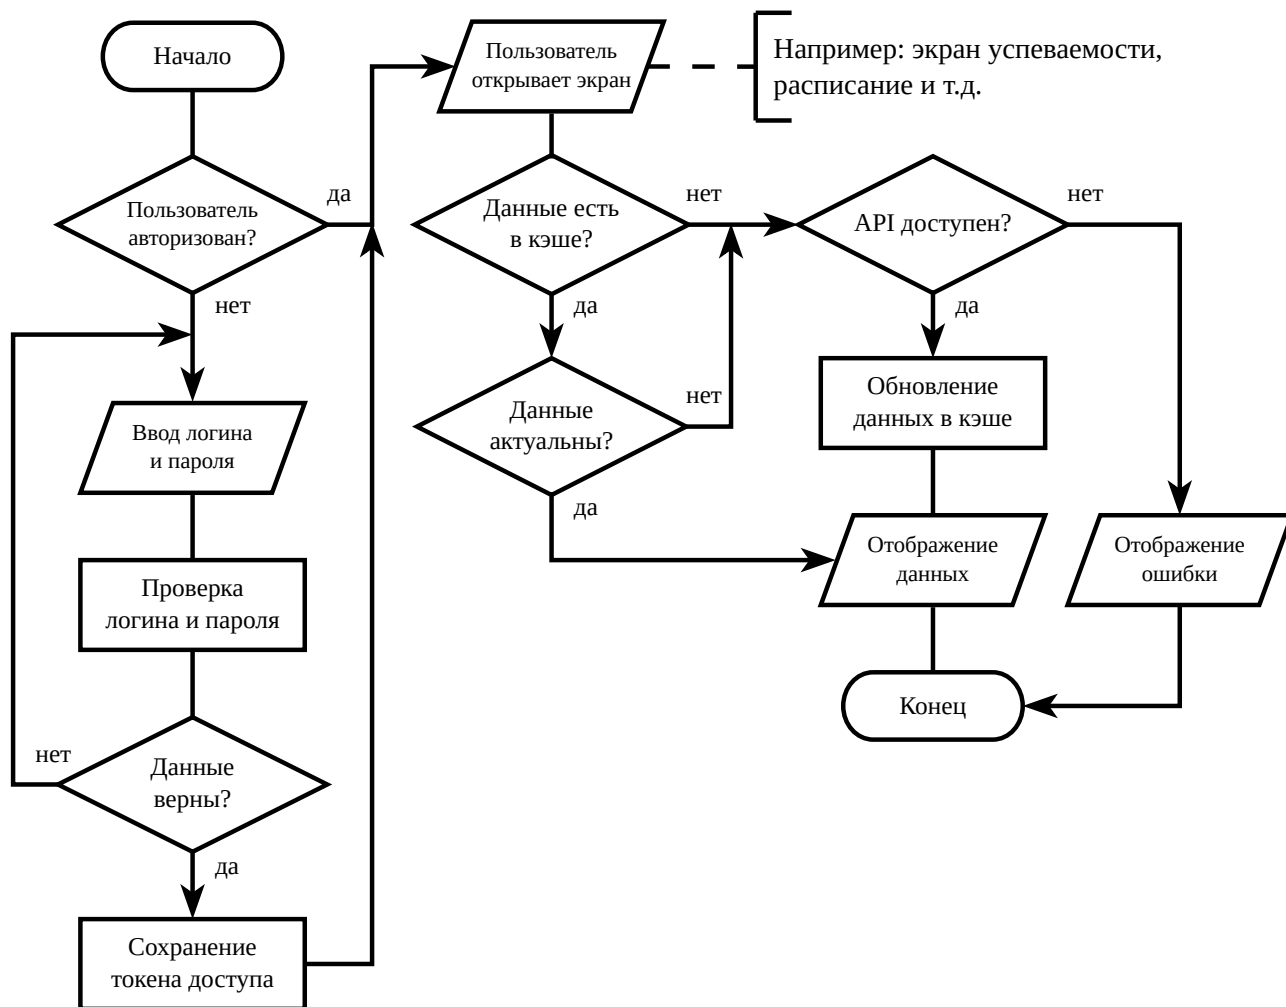 Начало
Пользователь
авторизован?
да
нет
Ввод логина
и пароля
Проверка
логина и пароля
Данные
верны?
нет
да
Сохранение
токена доступа
Пользователь
открывает экран
Например: экран успеваемости,
расписание и т.д.
Данные есть
в кэше?
нет
да
Данные
актуальны?
нет
да
API доступен?
нет
да
Обновление
данных в кэше
Отображение
данных
Отображение
ошибки
Конец